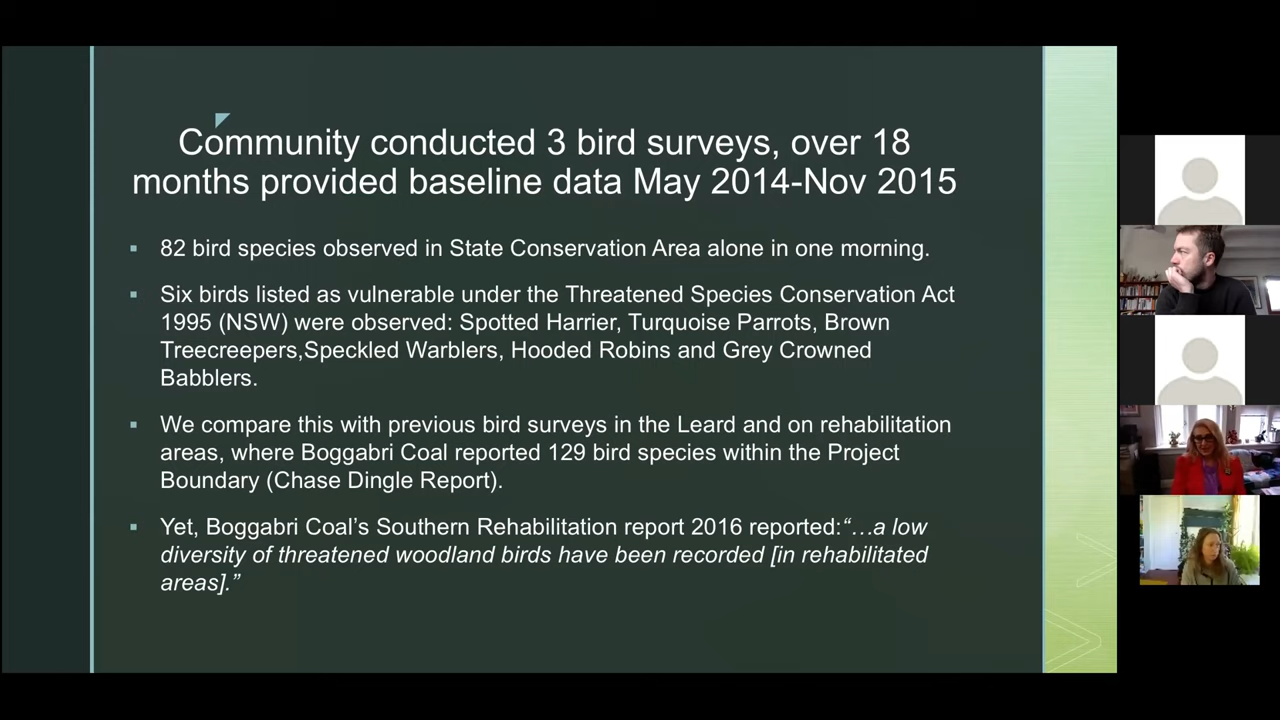 Community conducted 3 bird surveys, over 18
months provided baseline data May 2014-Nov 2015
▪ 82 bird species observed in State Conservation Area alone in one morning.
▪ Six birds listed as vulnerable under the Threatened Species Conservation Act
1995 (NSW) were observed: Spotted Harrier, Turquoise Parrots, Brown
Treecreepers,Speckled Warblers, Hooded Robins and Grey Crowned
Babblers.
▪ We compare this with previous bird surveys in the Leard and on rehabilitation
areas, where Boggabri Coal reported 129 bird species within the Project
Boundary (Chase Dingle Report).
▪ Yet, Boggabri Coal’s Southern Rehabilitation report 2016 reported:“…a low
diversity of threatened woodland birds have been recorded [in rehabilitated
areas].”